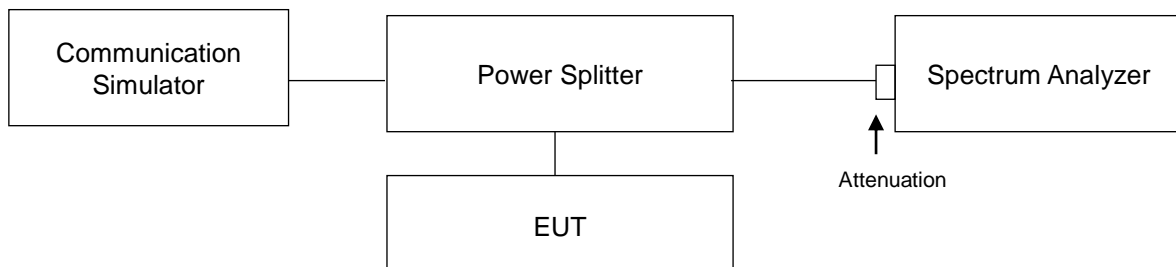 Communication
Simulator
Power Splitter
Spectrum Analyzer
Attenuation
EUT